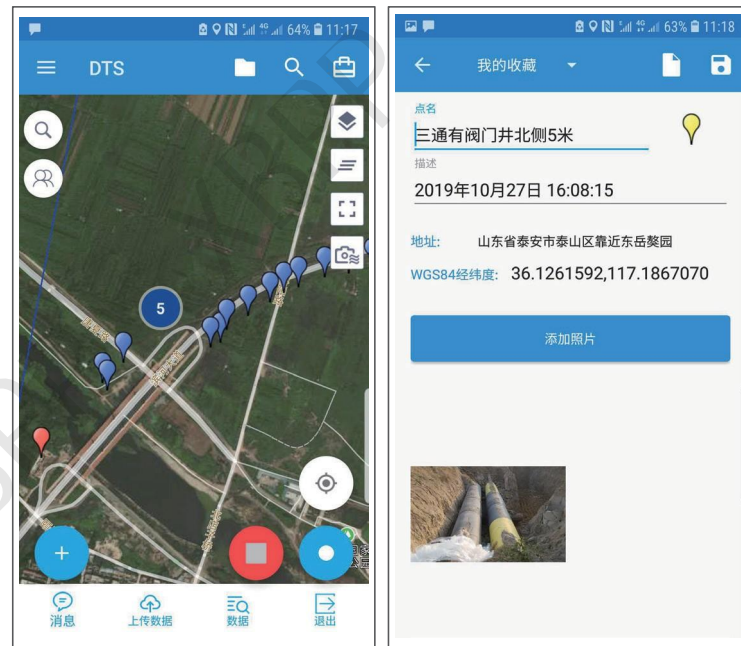 64% 11:17
DTS
5
消息
上传数据
数据
退出
63% 11:18
我的收藏
点名
三通有阀门井北侧5米
描述
2019年10月27日 16:08:15
地址: 山东省泰安市泰山区靠近东岳嫠园
WGS84经纬度: 36.1261592,117.1867070
添加照片